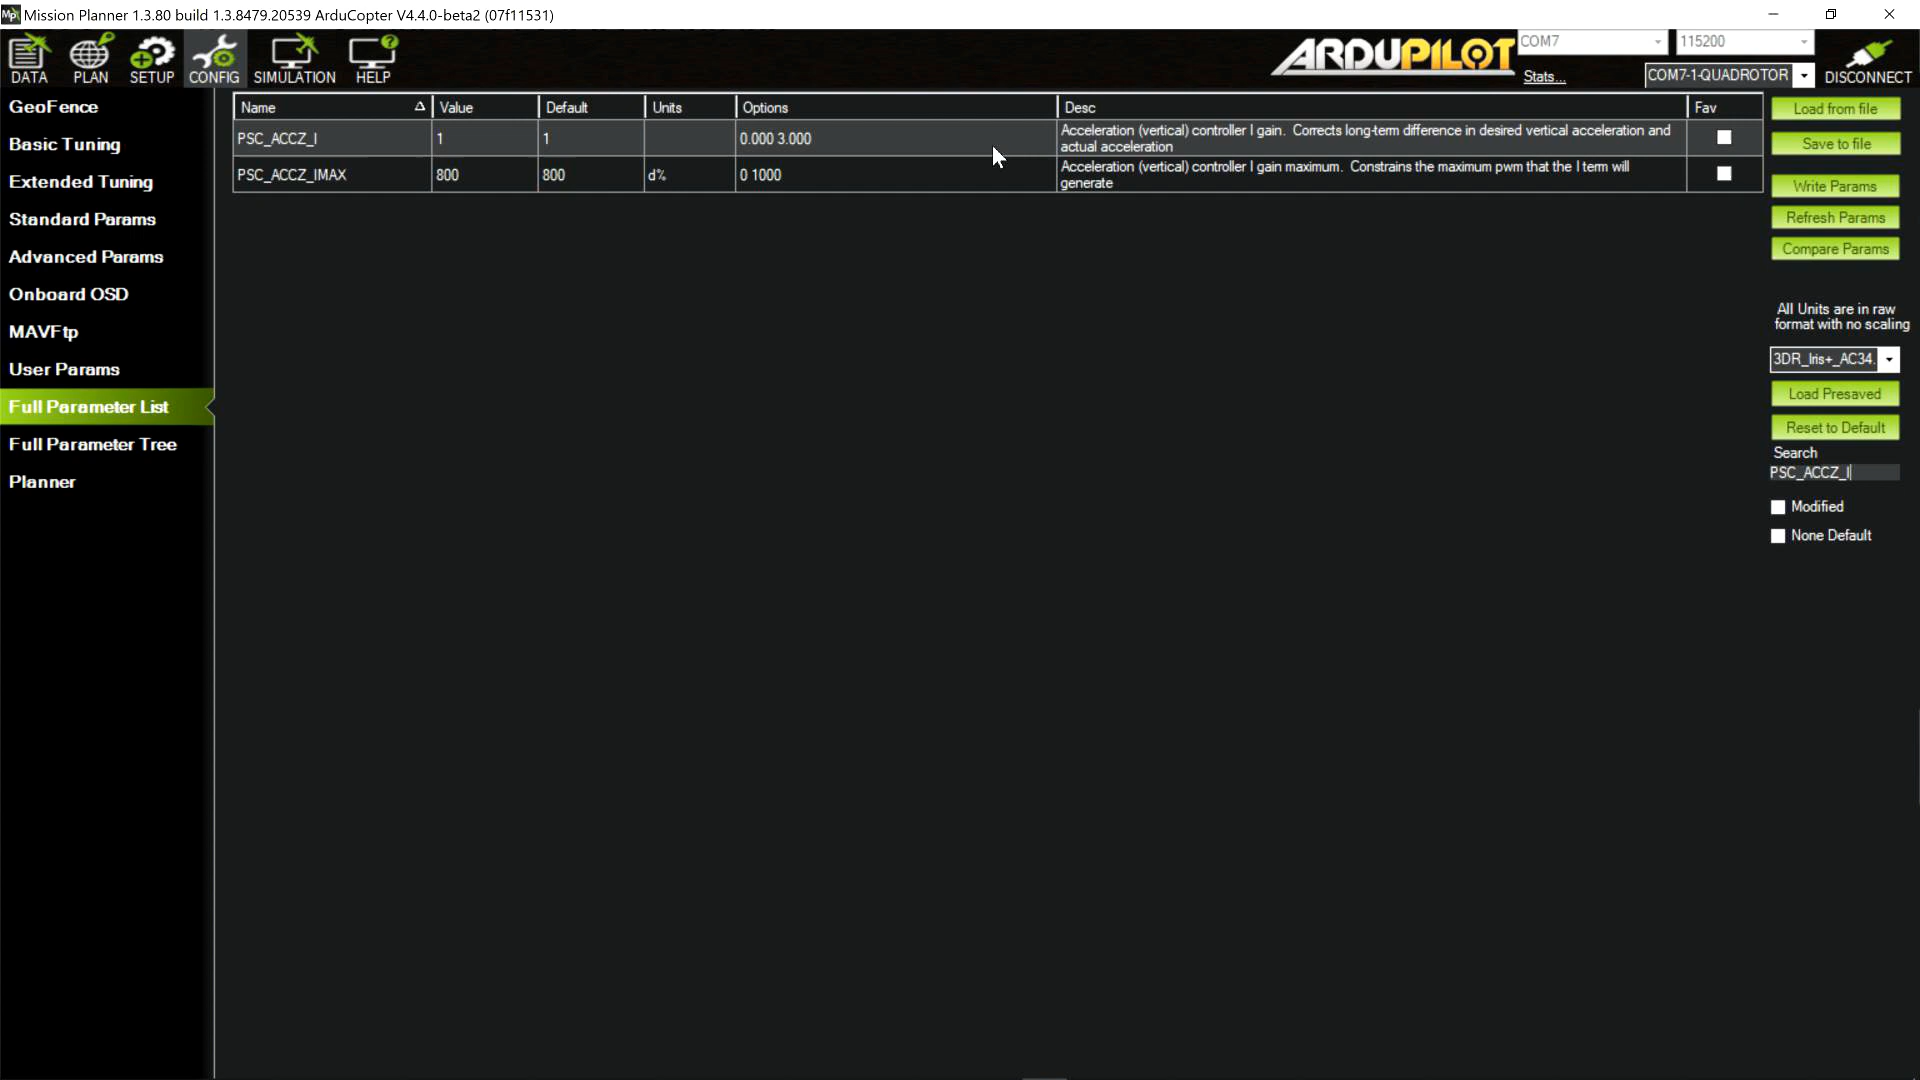 Mission Planner 1.3.80 build 1.3.8479.20539 ArduCopter V4.4.0-beta2 (07f11531)
DATA
PLAN
SETUP
CONFIG
SIMULATION
HELP
ARDUPILOT
COM7
115200
Stats...
COM7-1-QUADROTOR
DISCONNECT
GeoFence
Basic Tuning
Extended Tuning
Standard Params
Advanced Params
Onboard OSD
MAVFtp
User Params
Full Parameter List
Full Parameter Tree
Planner
Name Value Default Units Options Desc Fav
PSC_ACCZ_I 1 1 0.000 3.000 Acceleration (vertical) controller I gain. Corrects long-term difference in desired vertical acceleration and
actual acceleration
PSC_ACCZ_IMAX 800 800 d% 0 1000 Acceleration (vertical) controller I gain maximum. Constrains the maximum pwm that the I term will
generate
Load from file
Save to file
Write Params
Refresh Params
Compare Params
All Units are in raw
format with no scaling
3DR_Iris+_AC34.
Load Presaved
Reset to Default
Search
PSC_ACCZ_I
Modified
None Default